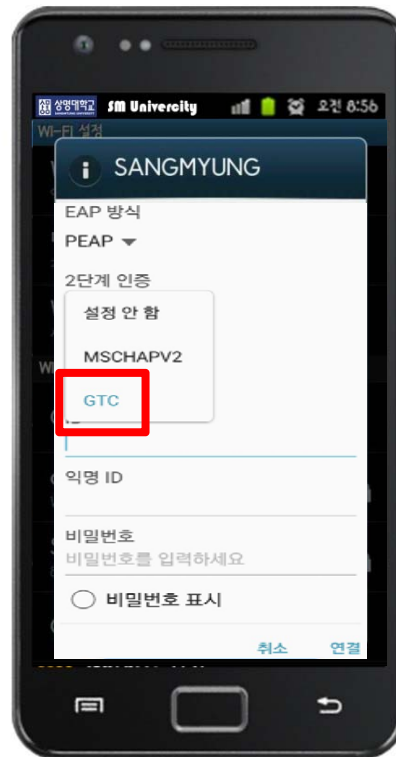 상명대학교 SM Univercity 오전 8:56
WI-FI 설정
SANGMYUNG
EAP 방식
PEAP
2단계 인증
설정 안 함
MSCHAPV2
GTC
익명 ID
비밀번호
비밀번호를 입력하세요
비밀번호 표시
취소 연결